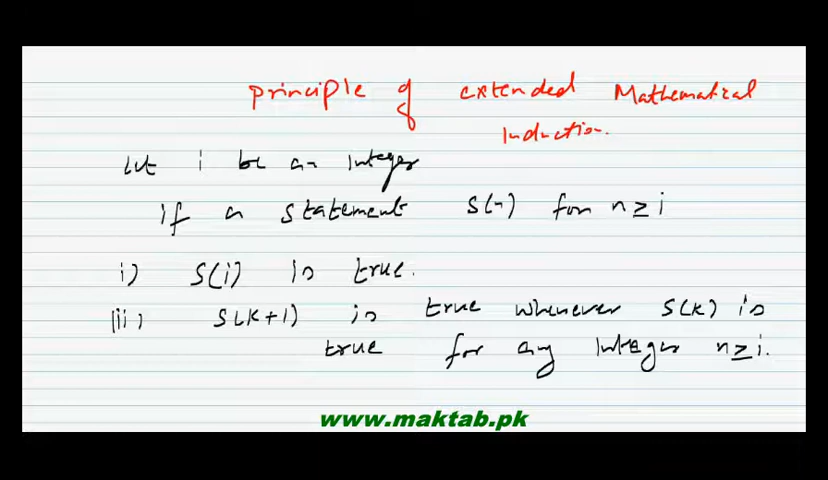 principle of extended Mathematical
Induction.
let i be an Integer
if a statement S(n) for n ≥ i
i) S(i) is true.
(ii) S(k+1) is true whenever S(k) is
true for any Integer n ≥ i.
www.maktab.pk